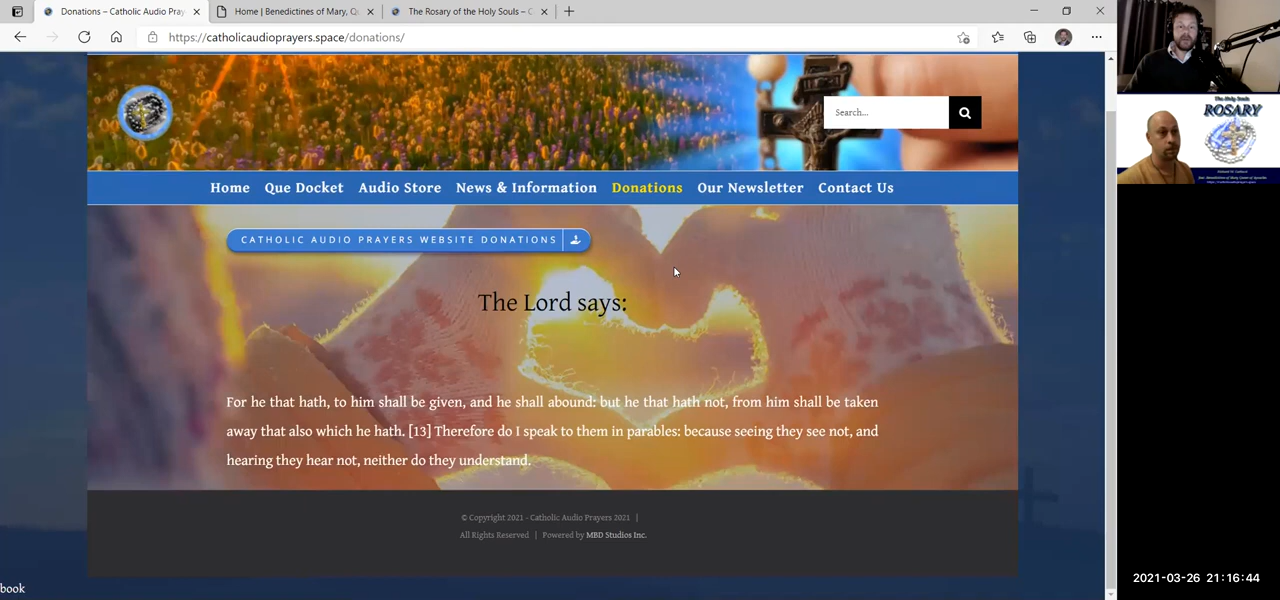 Donations – Catholic Audio Pray
Home | Benedictines of Mary, Qu
The Rosary of the Holy Souls – C
https://catholicaudioprayers.space/donations/
Search...
Home Que Docket Audio Store News & Information Donations Our Newsletter Contact Us
CATHOLIC AUDIO PRAYERS WEBSITE DONATIONS
The Lord says:
For he that hath, to him shall be given, and he shall abound: but he that hath not, from him shall be taken
away that also which he hath. [13] Therefore do I speak to them in parables: because seeing they see not, and
hearing they hear not, neither do they understand.
© Copyright 2021 - Catholic Audio Prayers 2021 |
All Rights Reserved | Powered by MBD Studios Inc.
book
The Holy Souls
ROSARY
2021-03-26 21:16:44